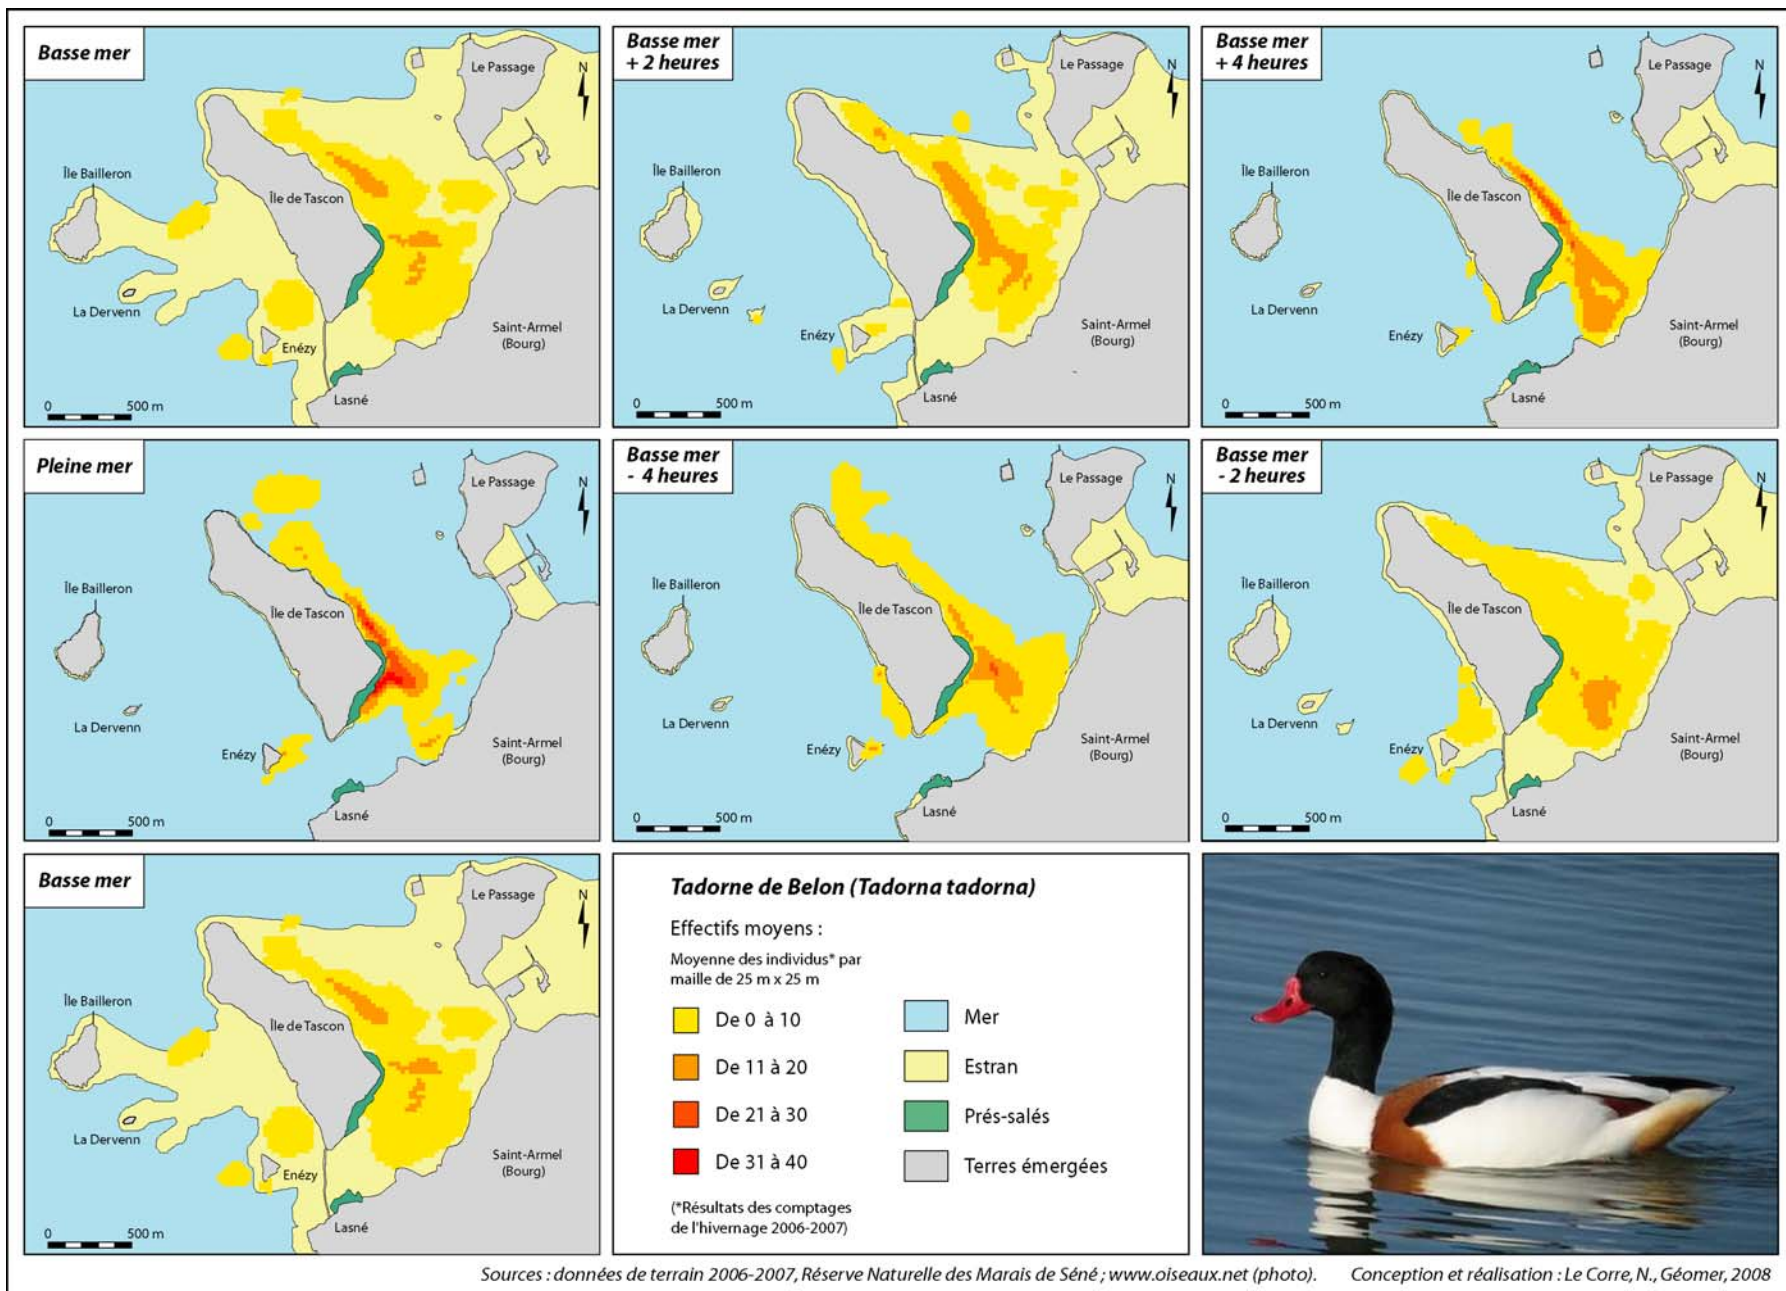 Basse mer
Le Passage
N
Île Bailleron
Île de Tascon
La Dervenn
Saint-Armel
(Bourg)
Enézy
Lasné
0 500 m
Basse mer
+ 2 heures
Le Passage
N
Île Bailleron
Île de Tascon
La Dervenn
Saint-Armel
(Bourg)
Enézy
Lasné
0 500 m
Basse mer
+ 4 heures
Le Passage
N
Île Bailleron
Île de Tascon
La Dervenn
Saint-Armel
(Bourg)
Enézy
Lasné
0 500 m
Pleine mer
Le Passage
N
Île Bailleron
Île de Tascon
La Dervenn
Saint-Armel
(Bourg)
Enézy
Lasné
0 500 m
Basse mer
- 4 heures
Le Passage
N
Île Bailleron
Île de Tascon
La Dervenn
Saint-Armel
(Bourg)
Enézy
Lasné
0 500 m
Basse mer
- 2 heures
Le Passage
N
Île Bailleron
Île de Tascon
La Dervenn
Saint-Armel
(Bourg)
Enézy
Lasné
0 500 m
Basse mer
Le Passage
N
Île Bailleron
Île de Tascon
La Dervenn
Saint-Armel
(Bourg)
Enézy
Lasné
0 500 m
Tadorne de Belon (Tadorna tadorna)
Effectifs moyens :
Moyenne des individus* par
maille de 25 m x 25 m
De 0 à 10
Mer
De 11 à 20
Estran
De 21 à 30
Prés-salés
De 31 à 40
Terres émergées
(*Résultats des comptages
de l'hivernage 2006-2007)
Sources : données de terrain 2006-2007, Réserve Naturelle des Marais de Séné ; www.oiseaux.net (photo). Conception et réalisation : Le Corre, N., Géomer, 2008